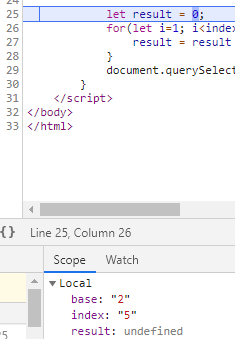 25 let result = 0;
26 for(let i=1; i<index
27 result = result
28 }
29 document.querySelect
30 }
31 </script>
32 </body>
33 </html>
{} Line 25, Column 26
Scope Watch
▼ Local
base: "2"
index: "5"
result: undefined